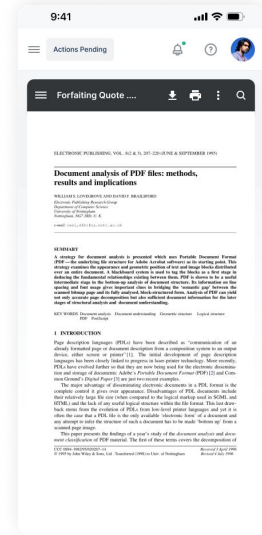 9:41
Actions Pending
Forfaiting Quote ....
ELECTRONIC PUBLISHING, VOL. 8(2 & 3), 207–220 (JUNE & SEPTEMBER 1995)
Document analysis of PDF files: methods,
results and implications
WILLIAM S. LOVEGROVE AND DAVID F. BRAILSFORD
Electronic Publishing Research Group
Department of Computer Science
University of Nottingham
Nottingham, NG7 2RD, U. K.
SUMMARY
A strategy for document analysis is presented which uses Portable Document Format
(PDF — the underlying file structure for Adobe Acrobat software) as its starting point. This
strategy examines the appearance and geometric position of text and image blocks distributed
over an entire document. A blackboard system is used to tag the blocks as a first stage in
deducing the fundamental relationships existing between them. PDF is shown to be a useful
intermediate stage in the bottom-up analysis of document structure. Its information on line
spacing and font usage gives important clues in bridging the 'semantic gap' between the
scanned bitmap page and its fully analysed, block-structured form. Analysis of PDF can yield
not only accurate page decomposition but also sufficient document information for the later
stages of structural analysis and document understanding.
KEY WORDS Document analysis Document understanding Geometric structure Logical structure
PDF PostScript
1 INTRODUCTION
Page description languages (PDLs) have been described as "communication of an
already formatted page or document description from a composition system to an output
device, either screen or printer"[1]. The initial development of page description
languages has been closely linked to progress in laser-printer technology. More recently,
PDLs have evolved further so that they are now being used for the electronic dissemina-
tion and storage of documents: Adobe's Portable Document Format (PDF) [2] and Com-
mon Ground's Digital Paper [3] are just two recent examples.
The major advantage of disseminating electronic documents in a PDL format is the
complete control it gives over appearance. Disadvantages of PDL documents include
their relatively large file size (when compared to the logical markup used in SGML and
HTML) and the lack of any useful logical structure within the file format. This last draw-
back stems from the evolution of PDLs from low-level printer languages and yet it is
often the case that a PDL file is the only available 'electronic form' of a document and
any attempt to infer the structure of such a document has to be made 'bottom up' from a
scanned page image.
This paper presents the findings of a year's study of the document analysis and docu-
ment classification of PDF material. The first of these terms covers the decomposition of